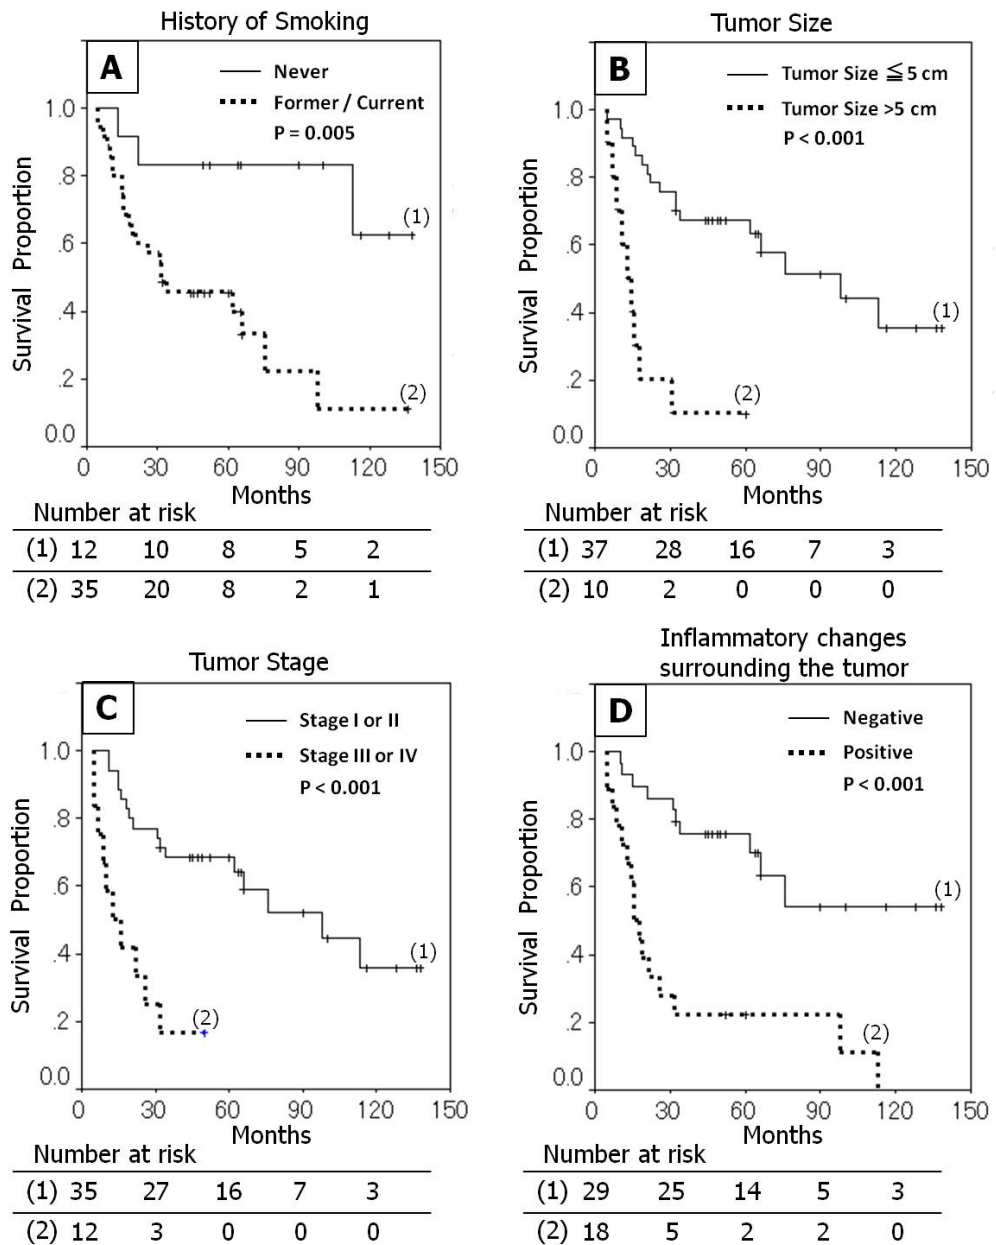 History of Smoking
A
Never
Former / Current
P = 0.005
1.0
.8
.6
.4
.2
0.0
Survival Proportion
(1)
(2)
0 30 60 90 120 150
Months
Number at risk
(1) 12 10 8 5 2
(2) 35 20 8 2 1
Tumor Size
B
Tumor Size ≦ 5 cm
Tumor Size >5 cm
P < 0.001
1.0
.8
.6
.4
.2
0.0
Survival Proportion
(1)
(2)
0 30 60 90 120 150
Months
Number at risk
(1) 37 28 16 7 3
(2) 10 2 0 0 0
Tumor Stage
C
Stage I or II
Stage III or IV
P < 0.001
1.0
.8
.6
.4
.2
0.0
Survival Proportion
(1)
(2)
0 30 60 90 120 150
Months
Number at risk
(1) 35 27 16 7 3
(2) 12 3 0 0 0
Inflammatory changes
surrounding the tumor
D
Negative
Positive
P < 0.001
1.0
.8
.6
.4
.2
0.0
Survival Proportion
(1)
(2)
0 30 60 90 120 150
Months
Number at risk
(1) 29 25 14 5 3
(2) 18 5 2 2 0